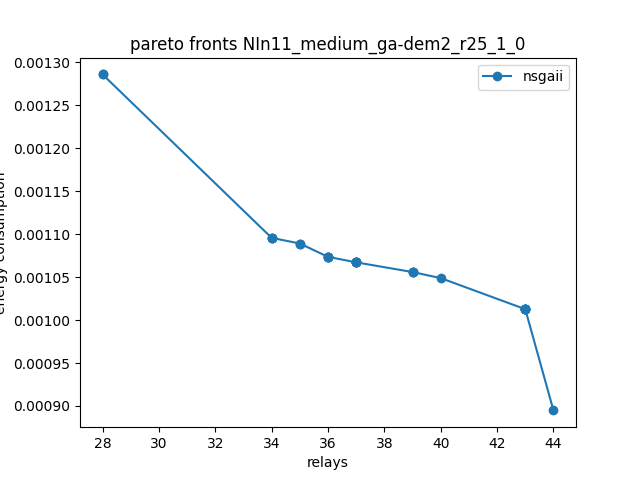 pareto fronts NIn11_medium_ga-dem2_r25_1_0
nsgaii
0.00130
0.00125
0.00120
0.00115
0.00110
0.00105
0.00100
0.00095
0.00090
energy consumption
28 30 32 34 36 38 40 42 44
relays